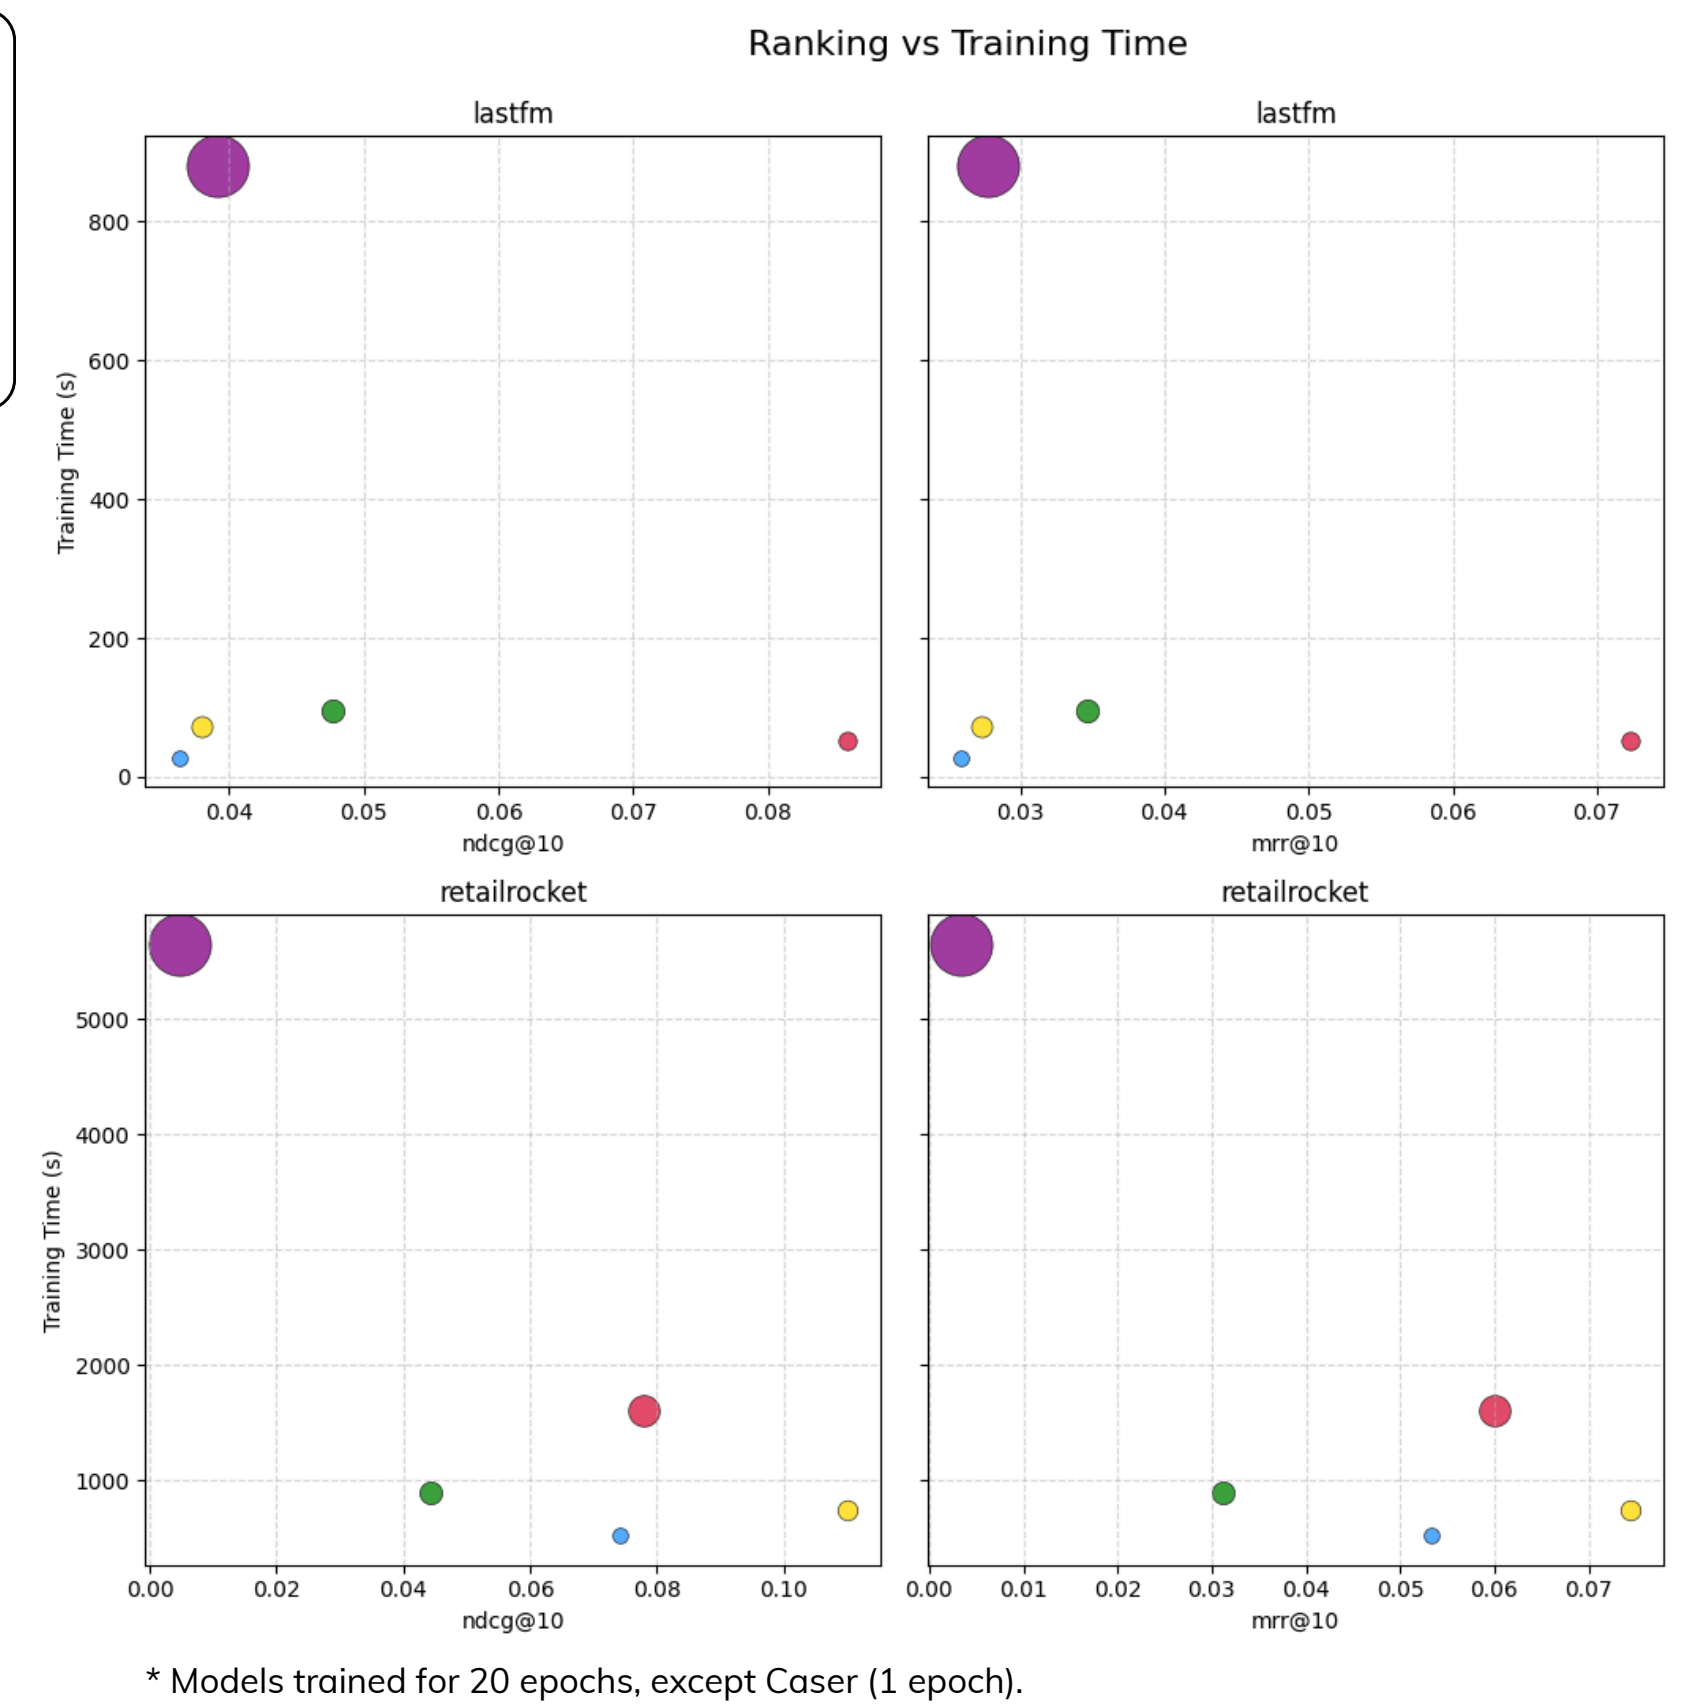 Ranking vs Training Time
lastfm
lastfm
Training Time (s)
800
600
400
200
0
0.04 0.05 0.06 0.07 0.08
ndcg@10
0.03 0.04 0.05 0.06 0.07
mrr@10
retailrocket
retailrocket
Training Time (s)
5000
4000
3000
2000
1000
0.00 0.02 0.04 0.06 0.08 0.10
ndcg@10
0.00 0.01 0.02 0.03 0.04 0.05 0.06 0.07
mrr@10
* Models trained for 20 epochs, except Caser (1 epoch).